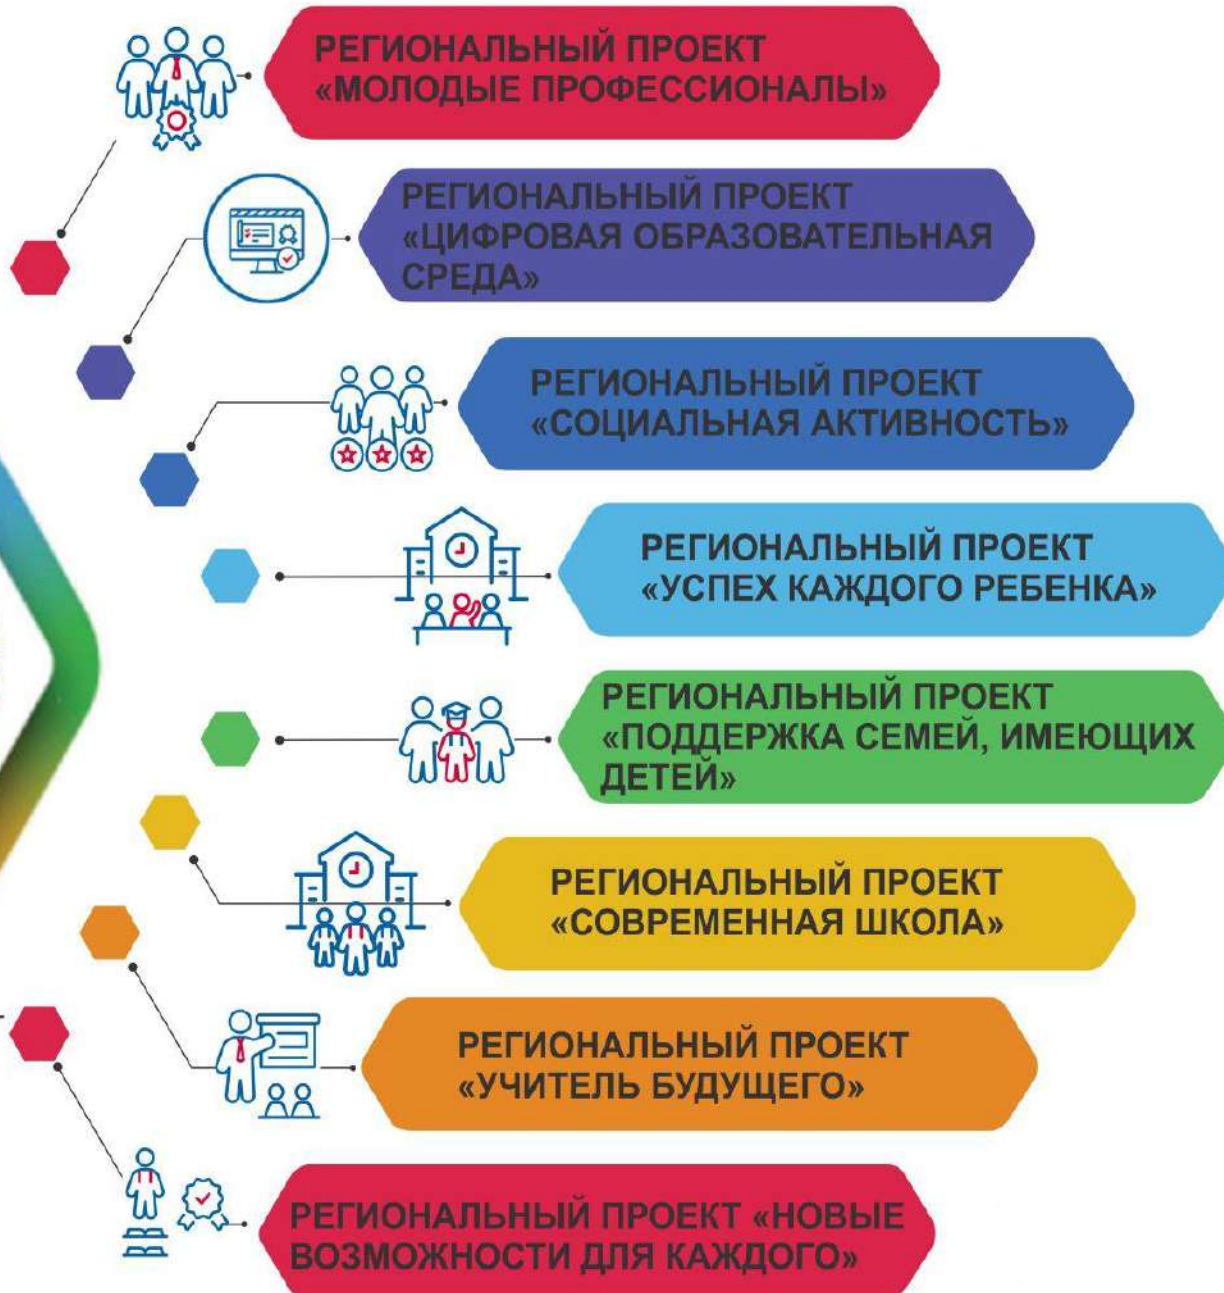 РЕГИОНАЛЬНЫЙ ПРОЕКТ
«МОЛОДЫЕ ПРОФЕССИОНАЛЫ»
РЕГИОНАЛЬНЫЙ ПРОЕКТ
«ЦИФРОВАЯ ОБРАЗОВАТЕЛЬНАЯ
СРЕДА»
РЕГИОНАЛЬНЫЙ ПРОЕКТ
«СОЦИАЛЬНАЯ АКТИВНОСТЬ»
РЕГИОНАЛЬНЫЙ ПРОЕКТ
«УСПЕХ КАЖДОГО РЕБЕНКА»
РЕГИОНАЛЬНЫЙ ПРОЕКТ
«ПОДДЕРЖКА СЕМЕЙ, ИМЕЮЩИХ
ДЕТЕЙ»
РЕГИОНАЛЬНЫЙ ПРОЕКТ
«СОВРЕМЕННАЯ ШКОЛА»
РЕГИОНАЛЬНЫЙ ПРОЕКТ
«УЧИТЕЛЬ БУДУЩЕГО»
РЕГИОНАЛЬНЫЙ ПРОЕКТ «НОВЫЕ
ВОЗМОЖНОСТИ ДЛЯ КАЖДОГО»